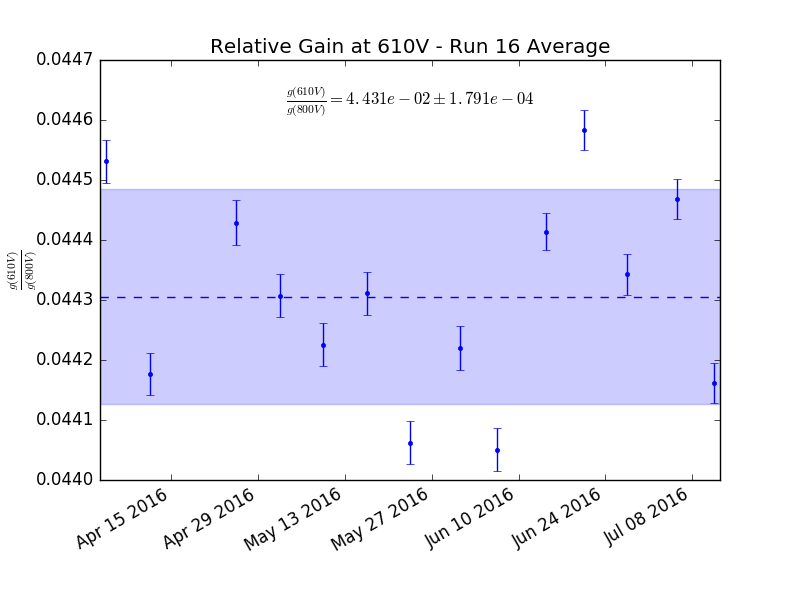 Relative Gain at 610V - Run 16 Average
g(610V)/g(800V) = 4.431e − 02 ± 1.791e − 04
g(610V)/g(800V)
0.0447
0.0446
0.0445
0.0444
0.0443
0.0442
0.0441
0.0440
Apr 15 2016
Apr 29 2016
May 13 2016
May 27 2016
Jun 10 2016
Jun 24 2016
Jul 08 2016